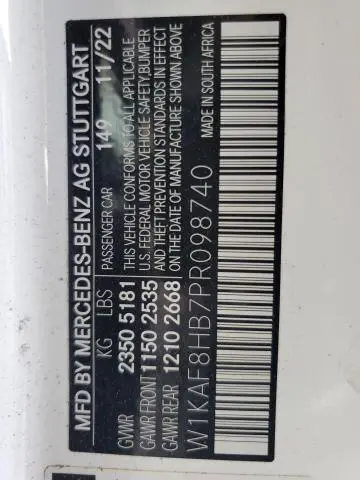 MFD BY MERCEDES-BENZ AG STUTTGART
PASSENGER CAR 149 11/22
KG LBS
GVWR 2350 5181
GAWR FRONT 1150 2535
GAWR REAR 1210 2668
THIS VEHICLE CONFORMS TO ALL APPLICABLE
U.S. FEDERAL MOTOR VEHICLE SAFETY, BUMPER
AND THEFT PREVENTION STANDARDS IN EFFECT
ON THE DATE OF MANUFACTURE SHOWN ABOVE
W1KAF8HB7PR098740
MADE IN SOUTH AFRICA